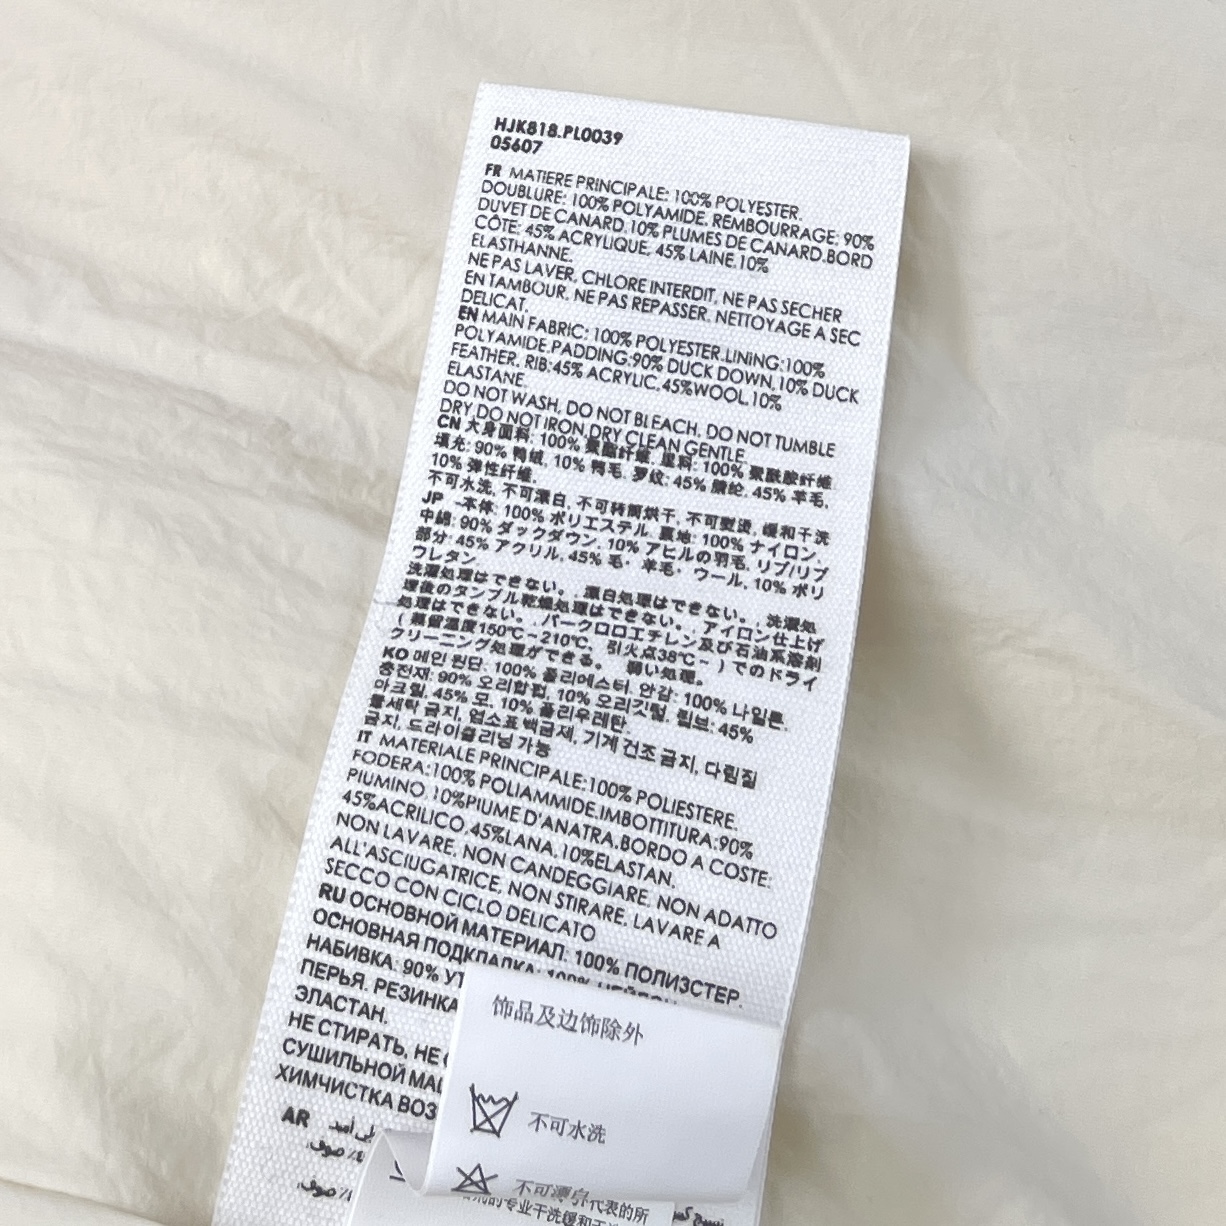 HJK818.PL0039
05607
FR MATIERE PRINCIPALE: 100% POLYESTER.
DOUBLURE: 100% POLYAMIDE. REMBOURRAGE: 90%
DUVET DE CANARD,10% PLUMES DE CANARD.BORD
CÔTE: 45% ACRYLIQUE, 45% LAINE,10%
ELASTHANNE.
NE PAS LAVER, CHLORE INTERDIT, NE PAS SECHER
EN TAMBOUR, NE PAS REPASSER. NETTOYAGE A SEC
DELICAT.
EN MAIN FABRIC: 100% POLYESTER.LINING:100%
POLYAMIDE.PADDING:90% DUCK DOWN,10% DUCK
FEATHER. RIB:45% ACRYLIC,45%WOOL,10%
ELASTANE.
DO NOT WASH, DO NOT BLEACH, DO NOT TUMBLE
DRY,DO NOT IRON,DRY CLEAN GENTLE.
CN 大身面料: 100% 聚酯纤维. 里料: 100% 聚酰胺纤维.
填充: 90% 鸭绒, 10% 鸭毛. 罗纹: 45% 腈纶, 45% 羊毛,
10% 弹性纤维.
不可水洗, 不可漂白, 不可转筒烘干, 不可熨烫, 缓和干洗
JP 本体: 100% ポリエステル. 裏地: 100% ナイロン.
中綿: 90% ダックダウン, 10% アヒルの羽毛. リブ/リブ
部分: 45% アクリル, 45% 毛・羊毛・ウール, 10% ポリ
ウレタン.
洗濯処理はできない。. 漂白処理はできない。. 洗濯処
理後のタンブル乾燥処理はできない。. アイロン仕上げ
処理はできない。. パークロロエチレン及び石油系溶剤
(蒸留温度150℃~210℃, 引火点38℃~)でのドライ
クリーニング処理ができる。 弱い処理。
KO 메인 원단: 100% 폴리에스터. 안감: 100% 나일론.
충전재: 90% 오리솜털, 10% 오리깃털. 립브: 45%
아크릴, 45% 모, 10% 폴리우레탄.
물세탁 금지, 염소표백금제, 기계 건조 금지, 다림질
금지, 드라이클리닝 가능
IT MATERIALE PRINCIPALE:100% POLIESTERE.
FODERA:100% POLIAMMIDE.IMBOTTITURA:90%
PIUMINO,10%PIUME D'ANATRA.BORDO A COSTE:
45%ACRILICO,45%LANA,10%ELASTAN.
NON LAVARE, NON CANDEGGIARE, NON ADATTO
ALL'ASCIUGATRICE, NON STIRARE, LAVARE A
SECCO CON CICLO DELICATO
RU ОСНОВНОЙ МАТЕРИАЛ: 100% ПОЛИЭСТЕР.
ОСНОВНАЯ ПОДКЛАДКА: 100%
НАБИВКА: 90% УТ
ПЕРЬЯ. РЕЗИНКА
ЭЛАСТАН.
НЕ СТИРАТЬ, НЕ
СУШИЛЬНОЙ МАШ
ХИМЧИСТКА ВОЗ
AR
饰品及边饰除外
不可水洗
不可漂白